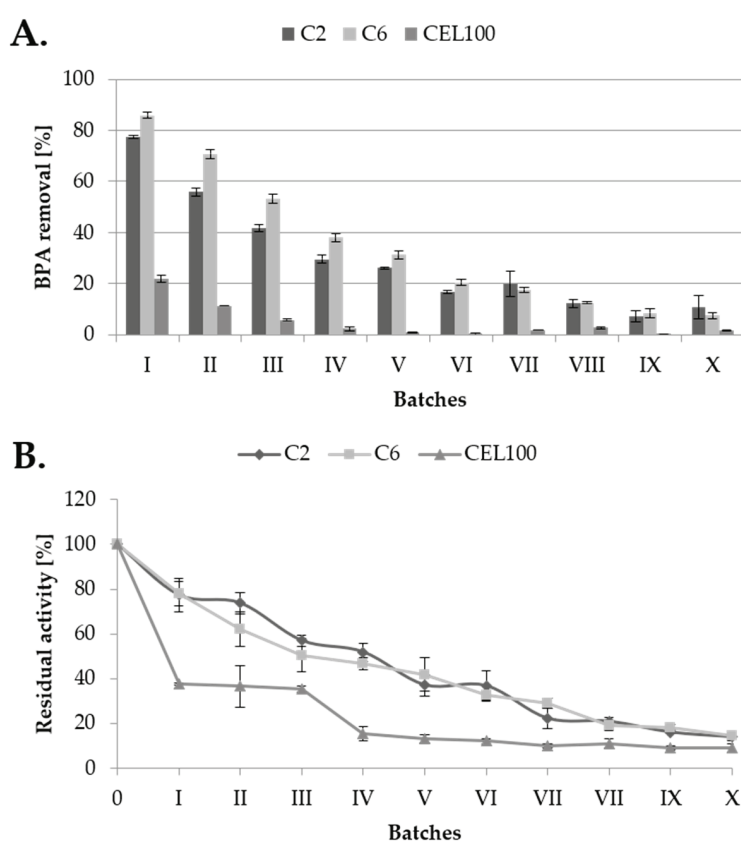 A.
C2 C6 CEL100
100
80
60
40
20
0
BPA removal [%]
I II III IV V VI VII VIII IX X
Batches
B.
C2 C6 CEL100
120
100
80
60
40
20
0
Residual activity [%]
0 I II III IV V VI VII VII IX X
Batches